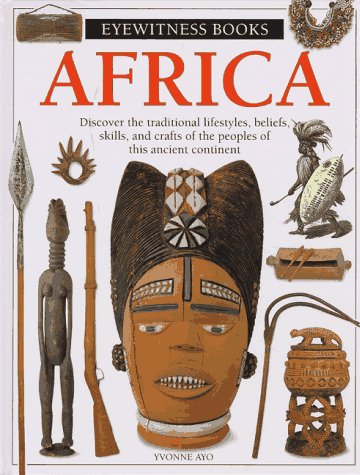 EYEWITNESS BOOKS
AFRICA
Discover the traditional lifestyles, beliefs,
skills, and crafts of the peoples of
this ancient continent
YVONNE AYO